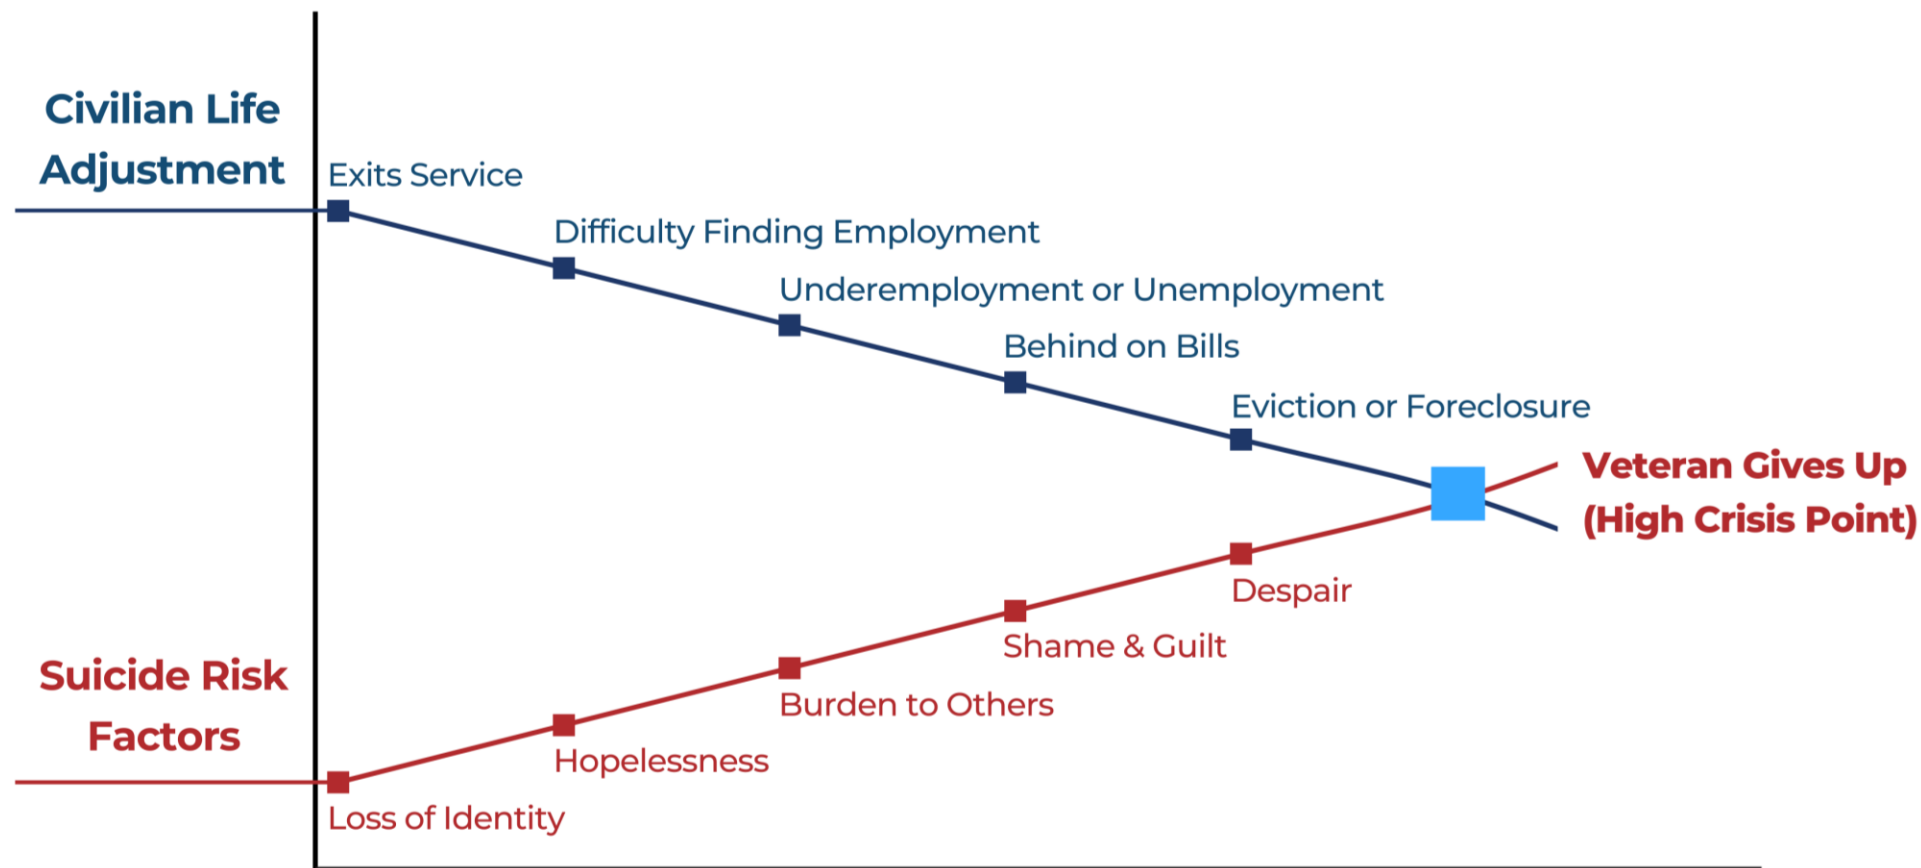 Civilian Life
Adjustment
Exits Service
Difficulty Finding Employment
Underemployment or Unemployment
Behind on Bills
Eviction or Foreclosure
Veteran Gives Up
(High Crisis Point)
Despair
Shame & Guilt
Burden to Others
Hopelessness
Loss of Identity
Suicide Risk
Factors